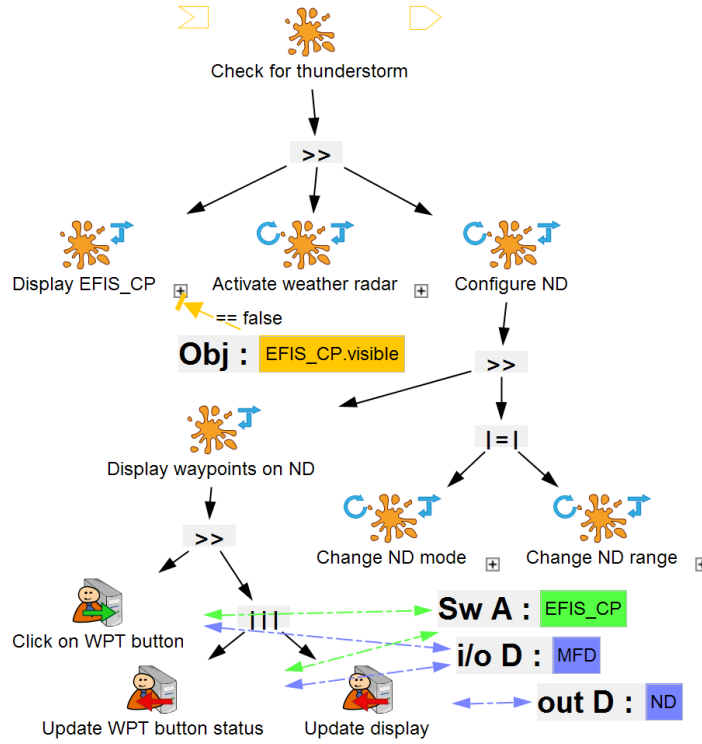 Check for thunderstorm
>>
Display EFIS_CP
Activate weather radar
Configure ND
== false
Obj : EFIS_CP.visible
>>
|=|
Display waypoints on ND
>>
Change ND mode
Change ND range
Sw A : EFIS_CP
|||
Click on WPT button
i/o D : MFD
out D : ND
Update WPT button status
Update display